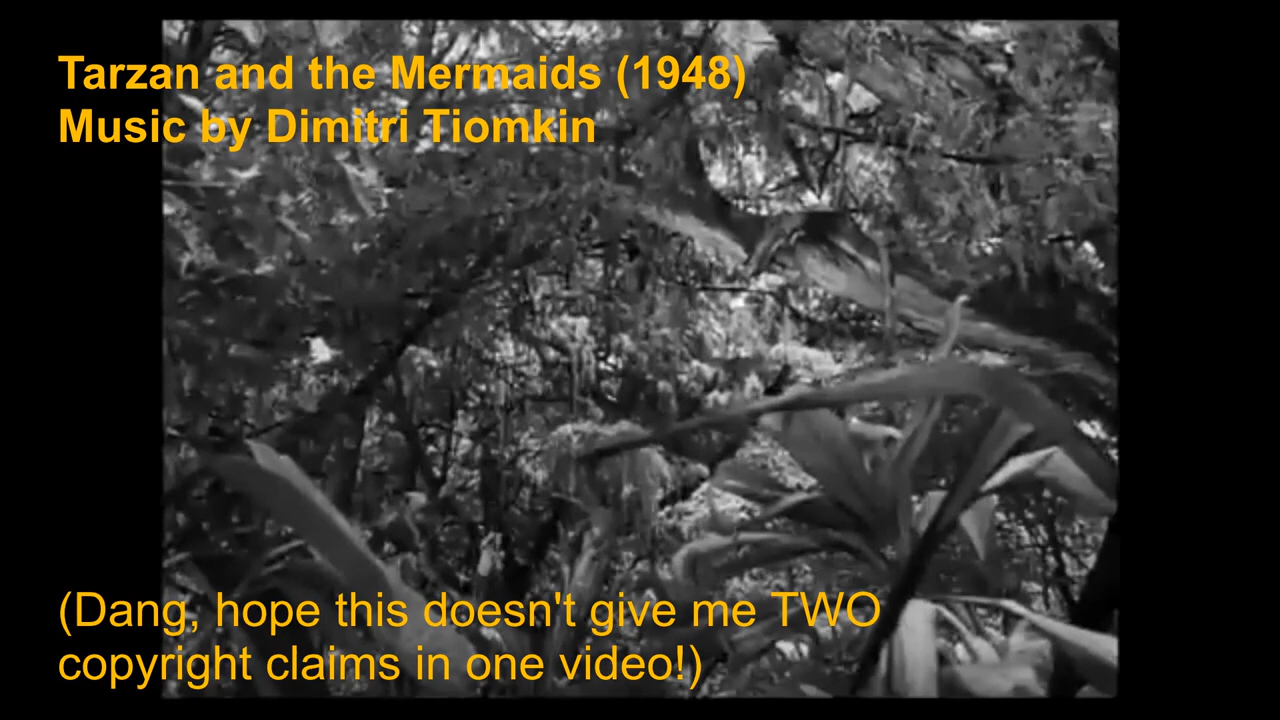 Tarzan and the Mermaids (1948)
Music by Dimitri Tiomkin
(Dang, hope this doesn't give me TWO
copyright claims in one video!)